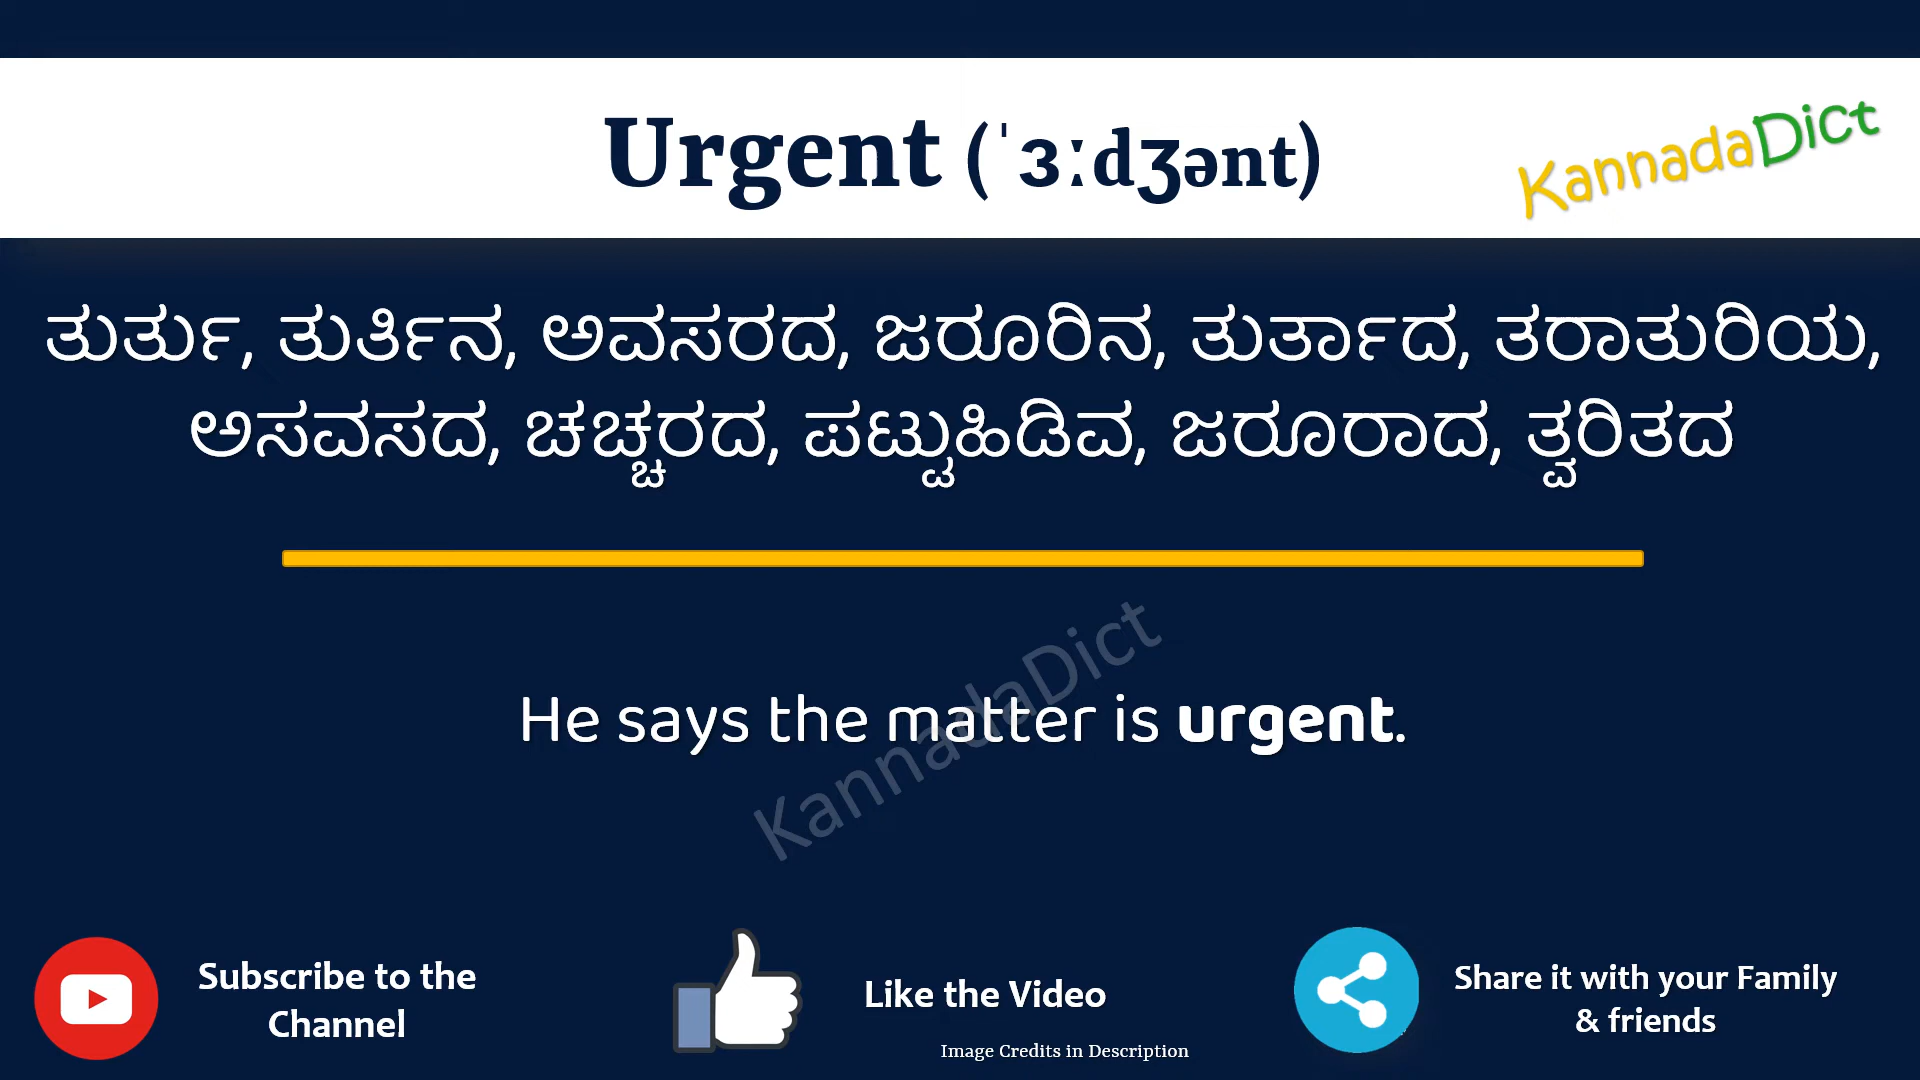 Urgent (ˈɜːdʒənt)
KannadaDict
ತುರ್ತು, ತುರ್ತಿನ, ಅವಸರದ, ಜರೂರಿನ, ತುರ್ತಾದ, ತರಾತುರಿಯ,
ಅಸವಸದ, ಚಚ್ಚರದ, ಪಟ್ಟುಹಿಡಿವ, ಜರೂರಾದ, ತ್ವರಿತದ
KannadaDict
He says the matter is urgent.
Subscribe to the
Channel
Like the Video
Share it with your Family
& friends
Image Credits in Description